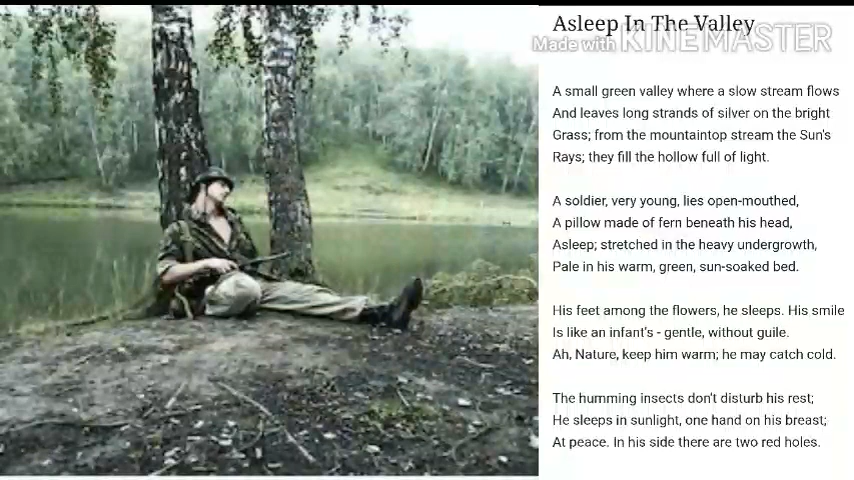 Asleep In The Valley
Made with KINEMASTER
A small green valley where a slow stream flows
And leaves long strands of silver on the bright
Grass; from the mountaintop stream the Sun's
Rays; they fill the hollow full of light.
A soldier, very young, lies open-mouthed,
A pillow made of fern beneath his head,
Asleep; stretched in the heavy undergrowth,
Pale in his warm, green, sun-soaked bed.
His feet among the flowers, he sleeps. His smile
Is like an infant's - gentle, without guile.
Ah, Nature, keep him warm; he may catch cold.
The humming insects don't disturb his rest;
He sleeps in sunlight, one hand on his breast;
At peace. In his side there are two red holes.